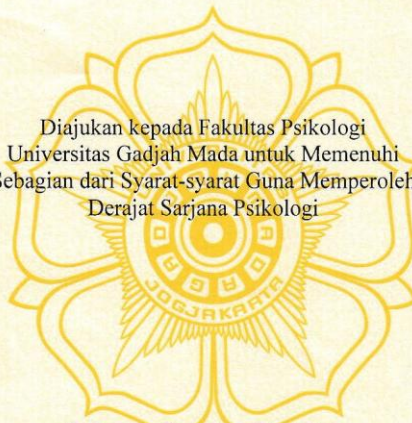 Diajukan kepada Fakultas Psikologi
Universitas Gadjah Mada untuk Memenuhi
Sebagian dari Syarat-syarat Guna Memperoleh
Derajat Sarjana Psikologi
JOGJAKARTA